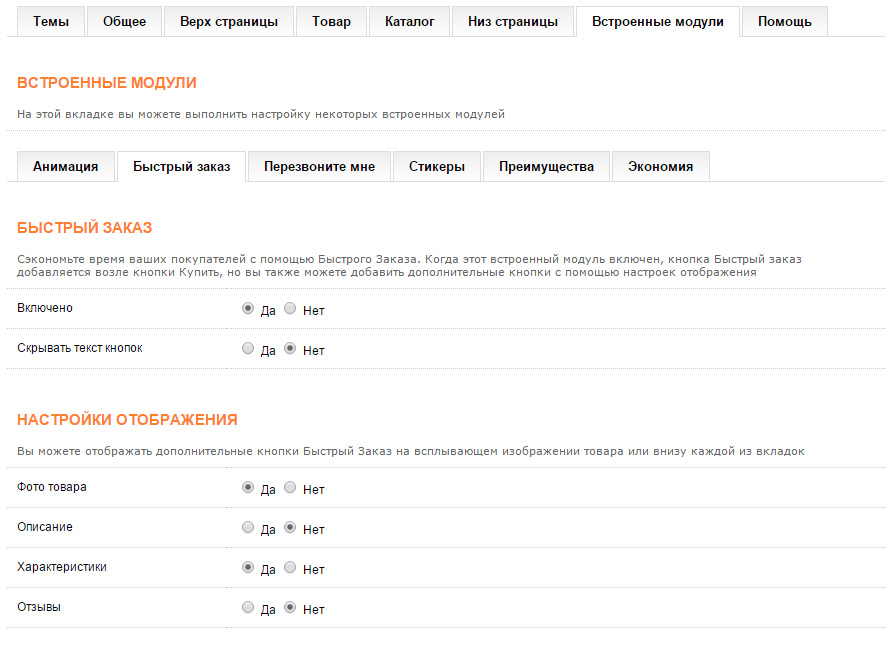 Темы Общее Верх страницы Товар Каталог Низ страницы Встроенные модули Помощь
ВСТРОЕННЫЕ МОДУЛИ
На этой вкладке вы можете выполнить настройку некоторых встроенных модулей
Анимация Быстрый заказ Перезвоните мне Стикеры Преимущества Экономия
БЫСТРЫЙ ЗАКАЗ
Сэкономьте время ваших покупателей с помощью Быстрого Заказа. Когда этот встроенный модуль включен, кнопка Быстрый заказ
добавляется возле кнопки Купить, но вы также можете добавить дополнительные кнопки с помощью настроек отображения
Включено Да Нет
Скрывать текст кнопок Да Нет
НАСТРОЙКИ ОТОБРАЖЕНИЯ
Вы можете отображать дополнительные кнопки Быстрый Заказ на всплывающем изображении товара или внизу каждой из вкладок
Фото товара Да Нет
Описание Да Нет
Характеристики Да Нет
Отзывы Да Нет